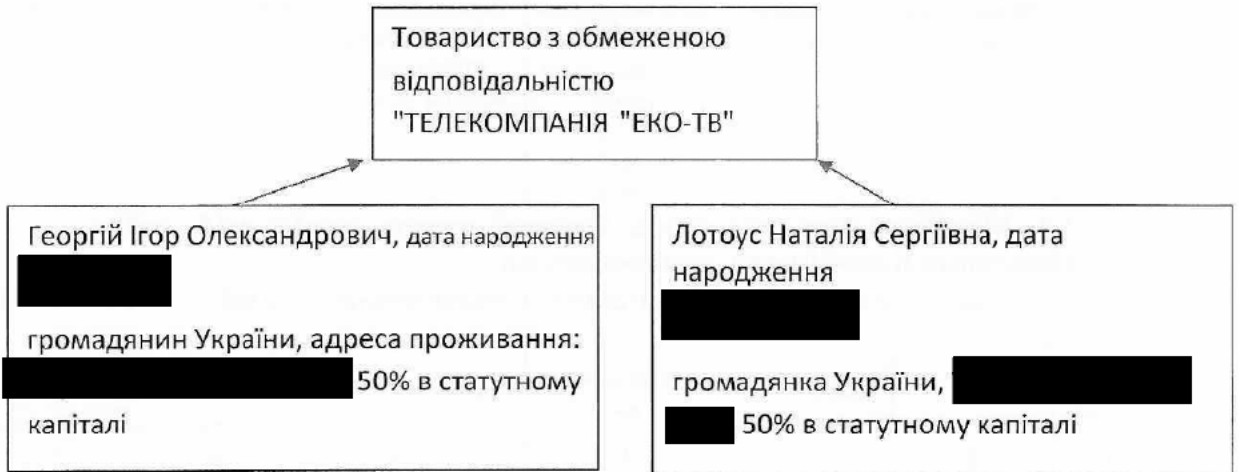 Товариство з обмеженою
відповідальністю
"ТЕЛЕКОМПАНІЯ "ЕКО-ТВ"
Георгій Ігор Олександрович, дата народження
громадянин України, адреса проживання:
50% в статутному
капіталі
Лотоус Наталія Сергіївна, дата
народження
громадянка України,
50% в статутному капіталі